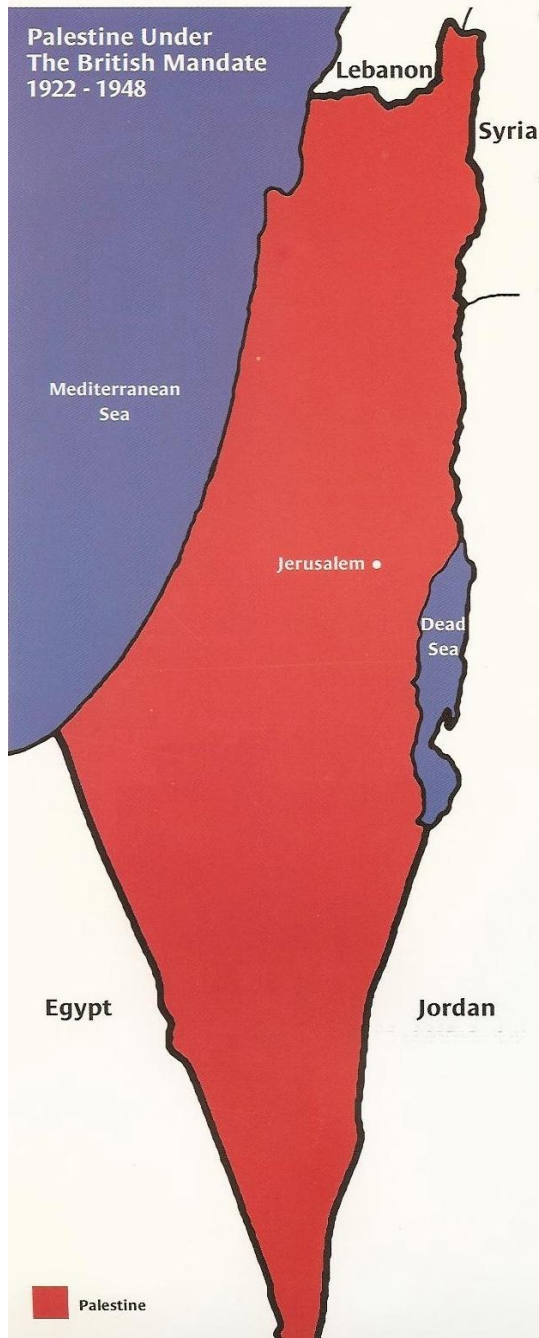 Palestine Under
The British Mandate
1922 - 1948
Lebanon
Syria
Mediterranean
Sea
Jerusalem
Dead
Sea
Egypt
Jordan
Palestine